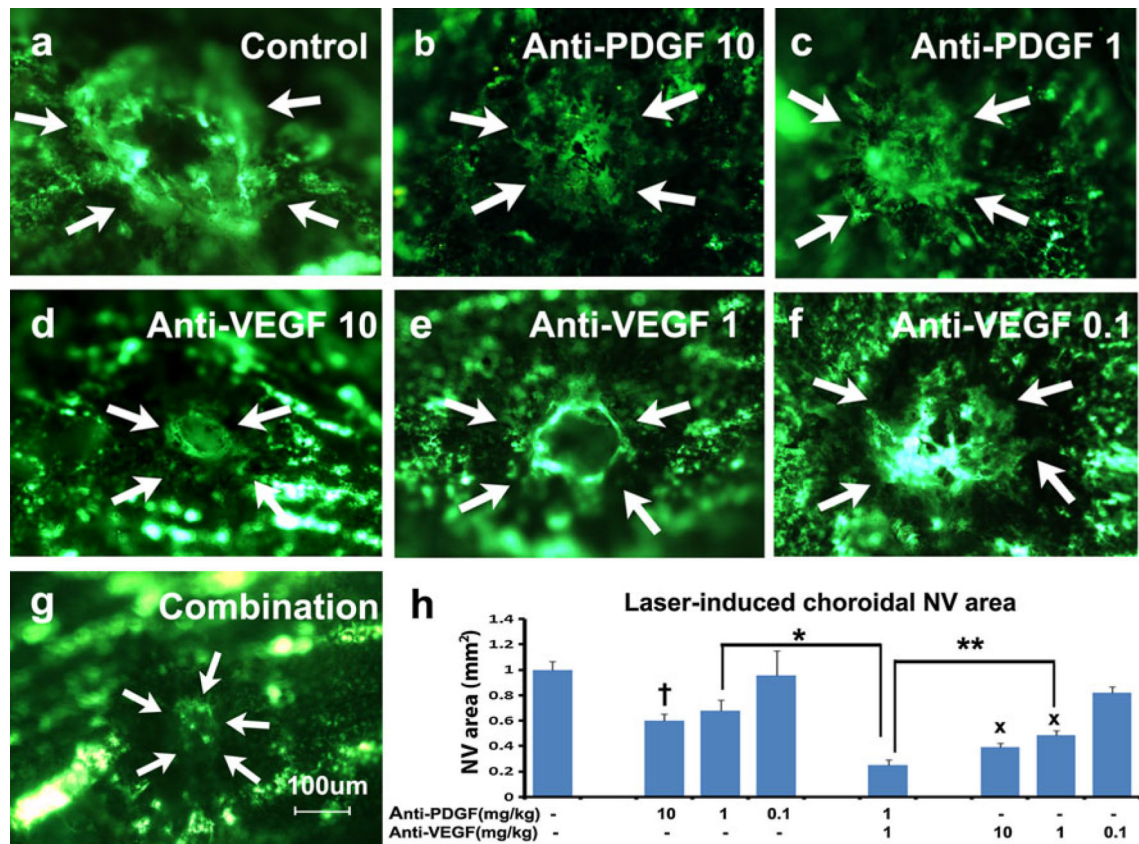 a
Control
b
Anti-PDGF 10
c
Anti-PDGF 1
d
Anti-VEGF 10
e
Anti-VEGF 1
f
Anti-VEGF 0.1
g
Combination
100um
h
Laser-induced choroidal NV area
NV area (mm²)
1.4
1.2
1
0.8
0.6
0.4
0.2
0
†
*
**
x
x
Anti-PDGF(mg/kg) - 10 1 0.1 1 - - -
Anti-VEGF(mg/kg) - - - - 1 10 1 0.1